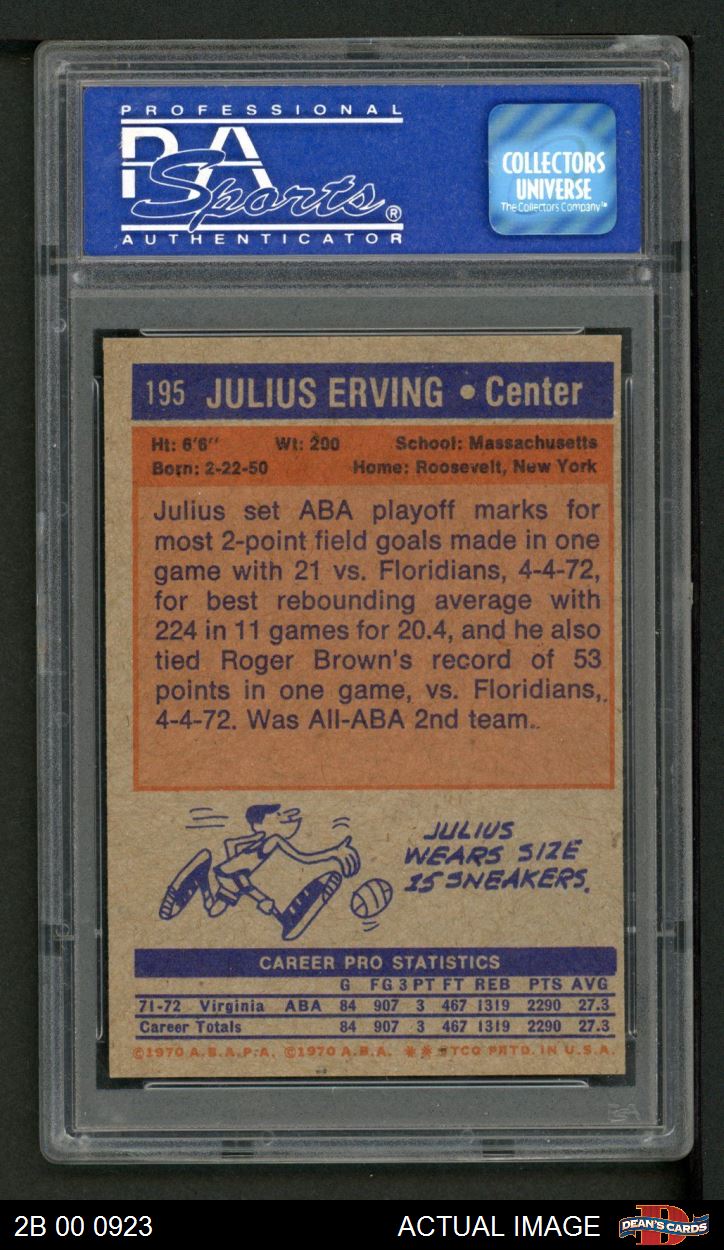 PROFESSIONAL
PSA
Sports®
AUTHENTICATOR
COLLECTORS
UNIVERSE
The Collectors Company™
195 JULIUS ERVING • Center
Ht: 6'6" Wt: 200 School: Massachusetts
Born: 2-22-50 Home: Roosevelt, New York
Julius set ABA playoff marks for
most 2-point field goals made in one
game with 21 vs. Floridians, 4-4-72,
for best rebounding average with
224 in 11 games for 20.4, and he also
tied Roger Brown's record of 53
points in one game, vs. Floridians,
4-4-72. Was All-ABA 2nd team.
JULIUS
WEARS SIZE
15 SNEAKERS.
CAREER PRO STATISTICS
G FG 3PT FT REB PTS AVG
71-72 Virginia ABA 84 907 3 467 1319 2290 27.3
Career Totals 84 907 3 467 1319 2290 27.3
©1970 A.B.A.P.A. ©1970 A.B.A. ** TCG PRTD. IN U.S.A.
2B 00 0923
ACTUAL IMAGE
DEAN'S CARDS